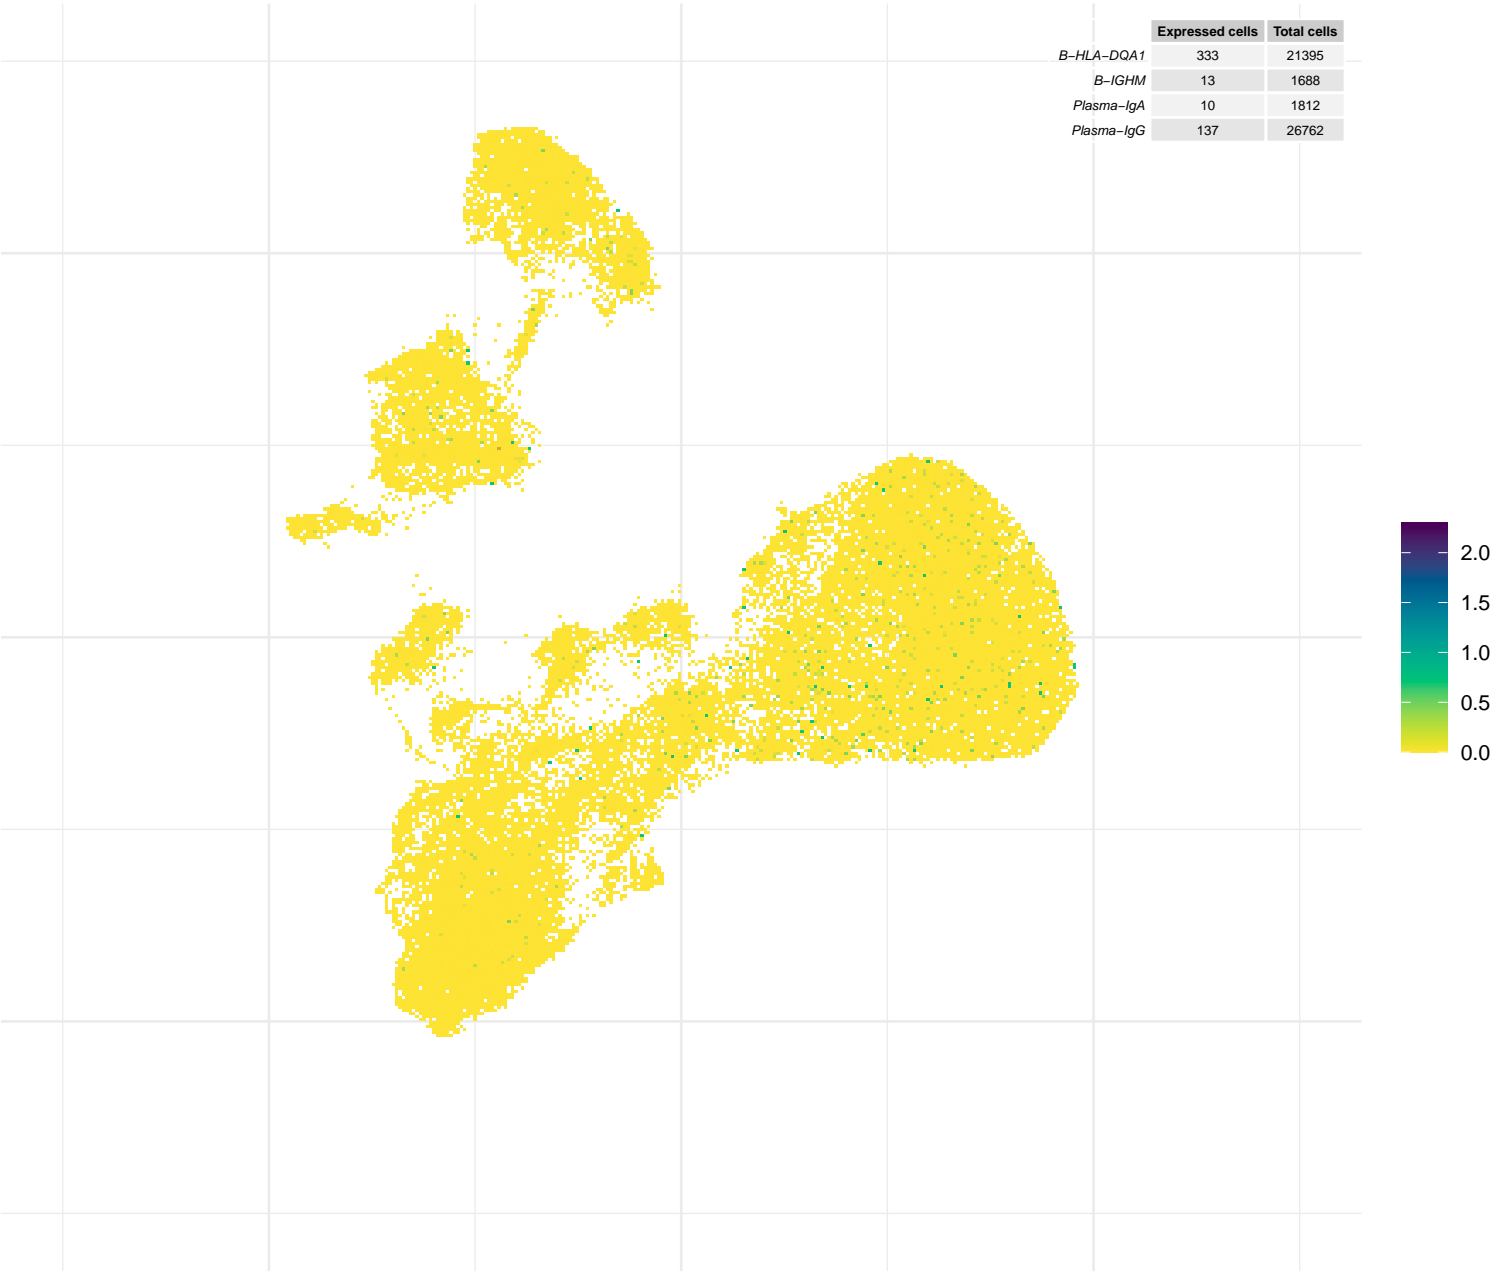 Expressed cells Total cells
B−HLA−DQA1 333 21395
B−IGHM 13 1688
Plasma−IgA 10 1812
Plasma−IgG 137 26762
2.0
1.5
1.0
0.5
0.0